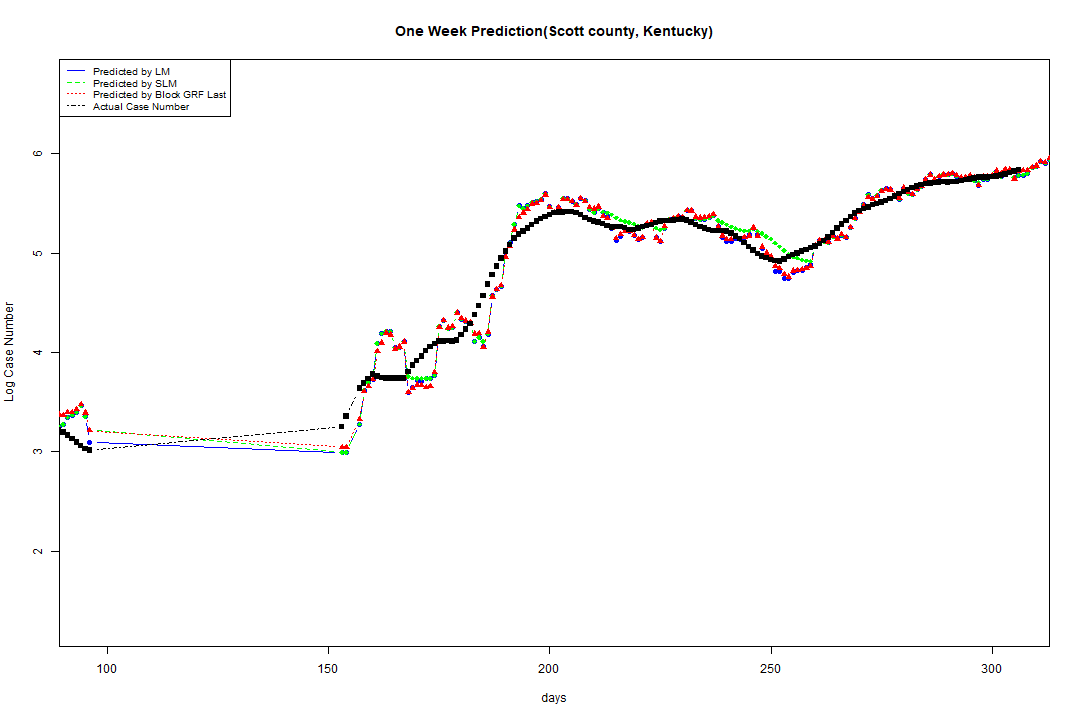 One Week Prediction(Scott county, Kentucky)
Predicted by LM
Predicted by SLM
Predicted by Block GRF Last
Actual Case Number
Log Case Number
6
5
4
3
2
100
150
200
250
300
days